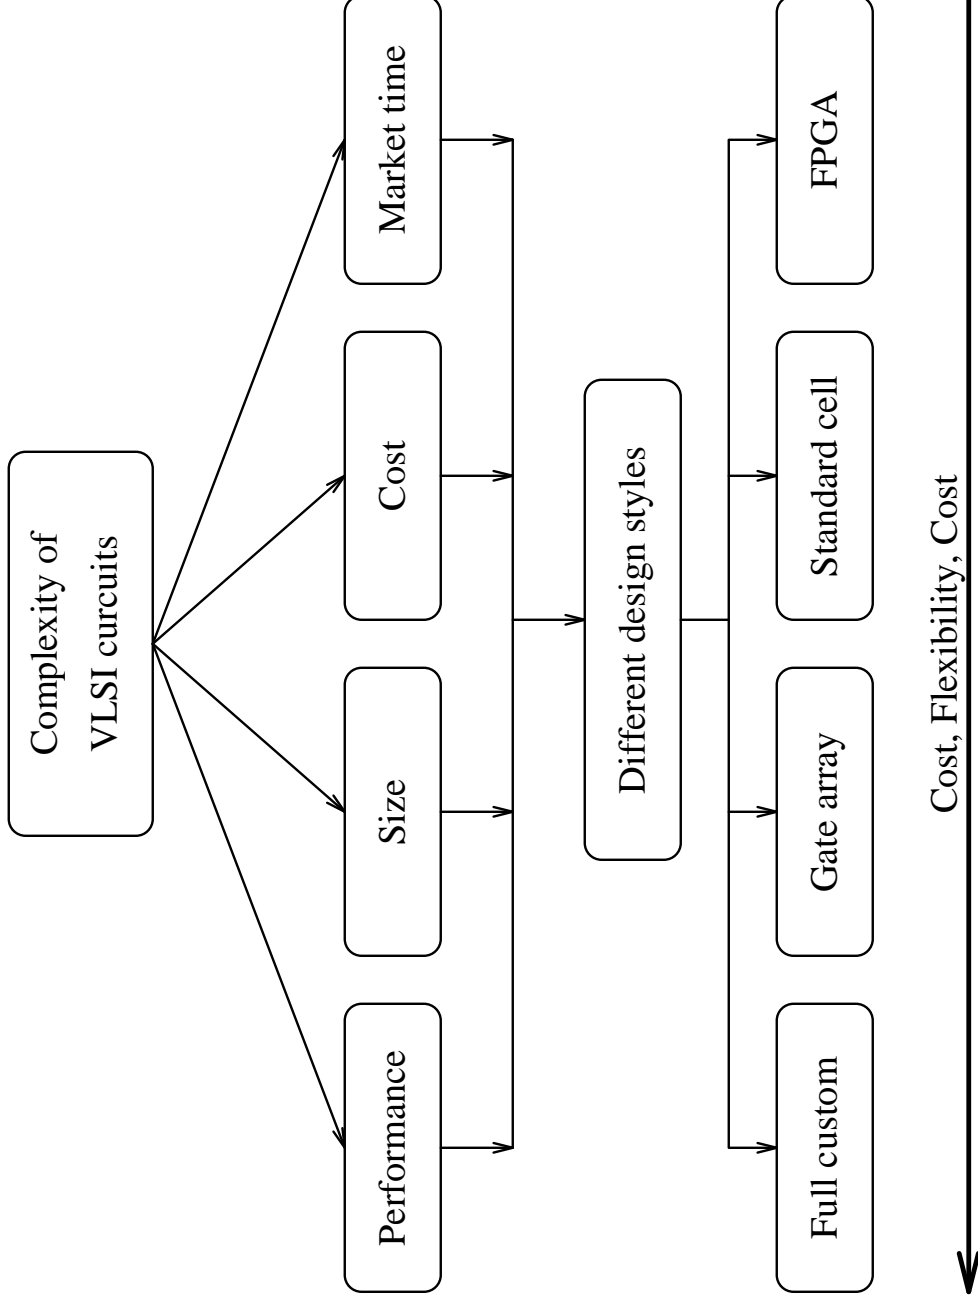 Complexity of
VLSI curcuits
Performance
Size
Cost
Market time
Different design styles
Full custom
Gate array
Standard cell
FPGA
Cost, Flexibility, Cost